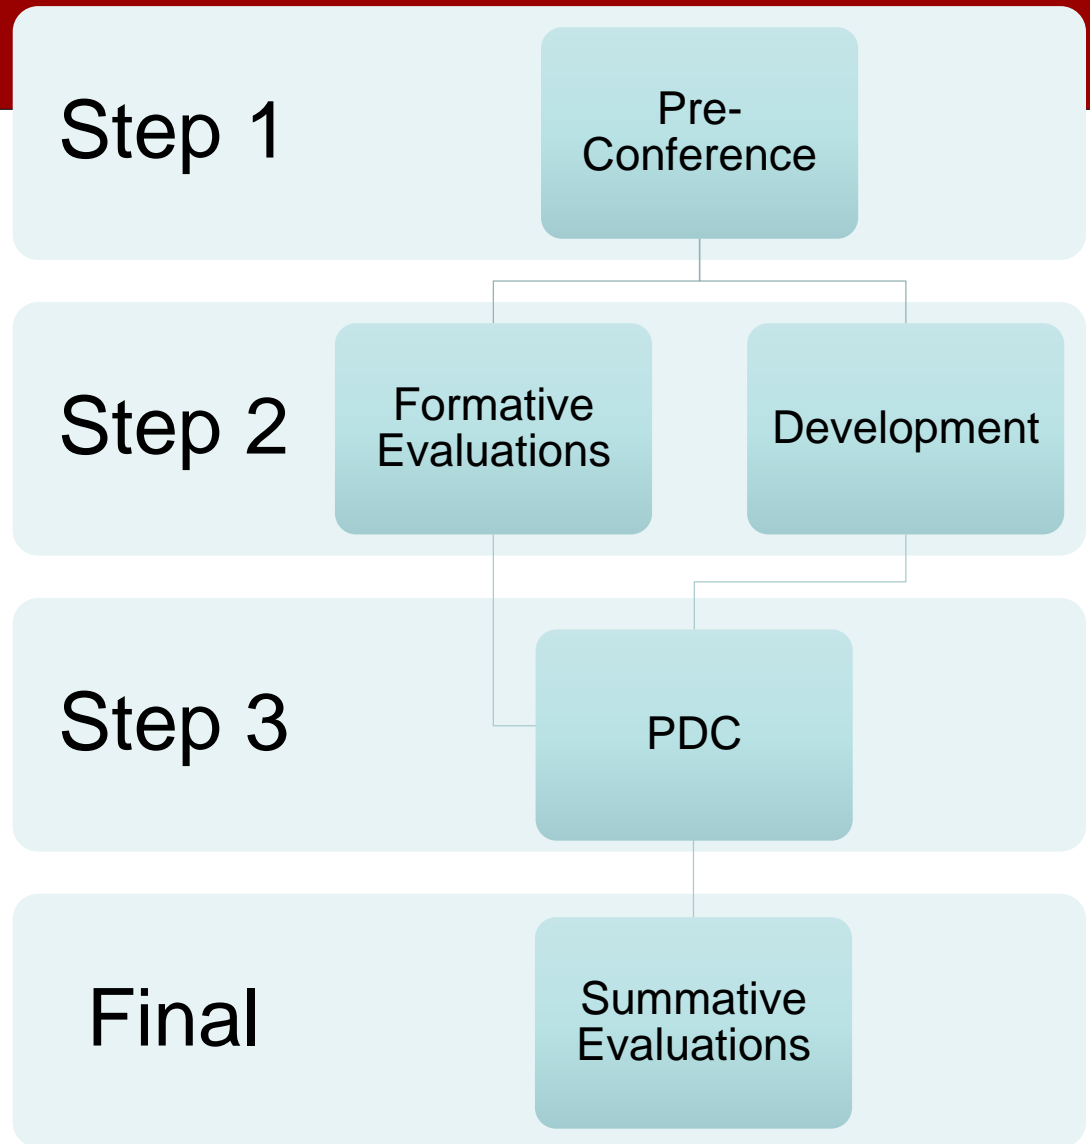 Step 1
Pre-
Conference
Step 2
Formative
Evaluations
Development
Step 3
PDC
Final
Summative
Evaluations